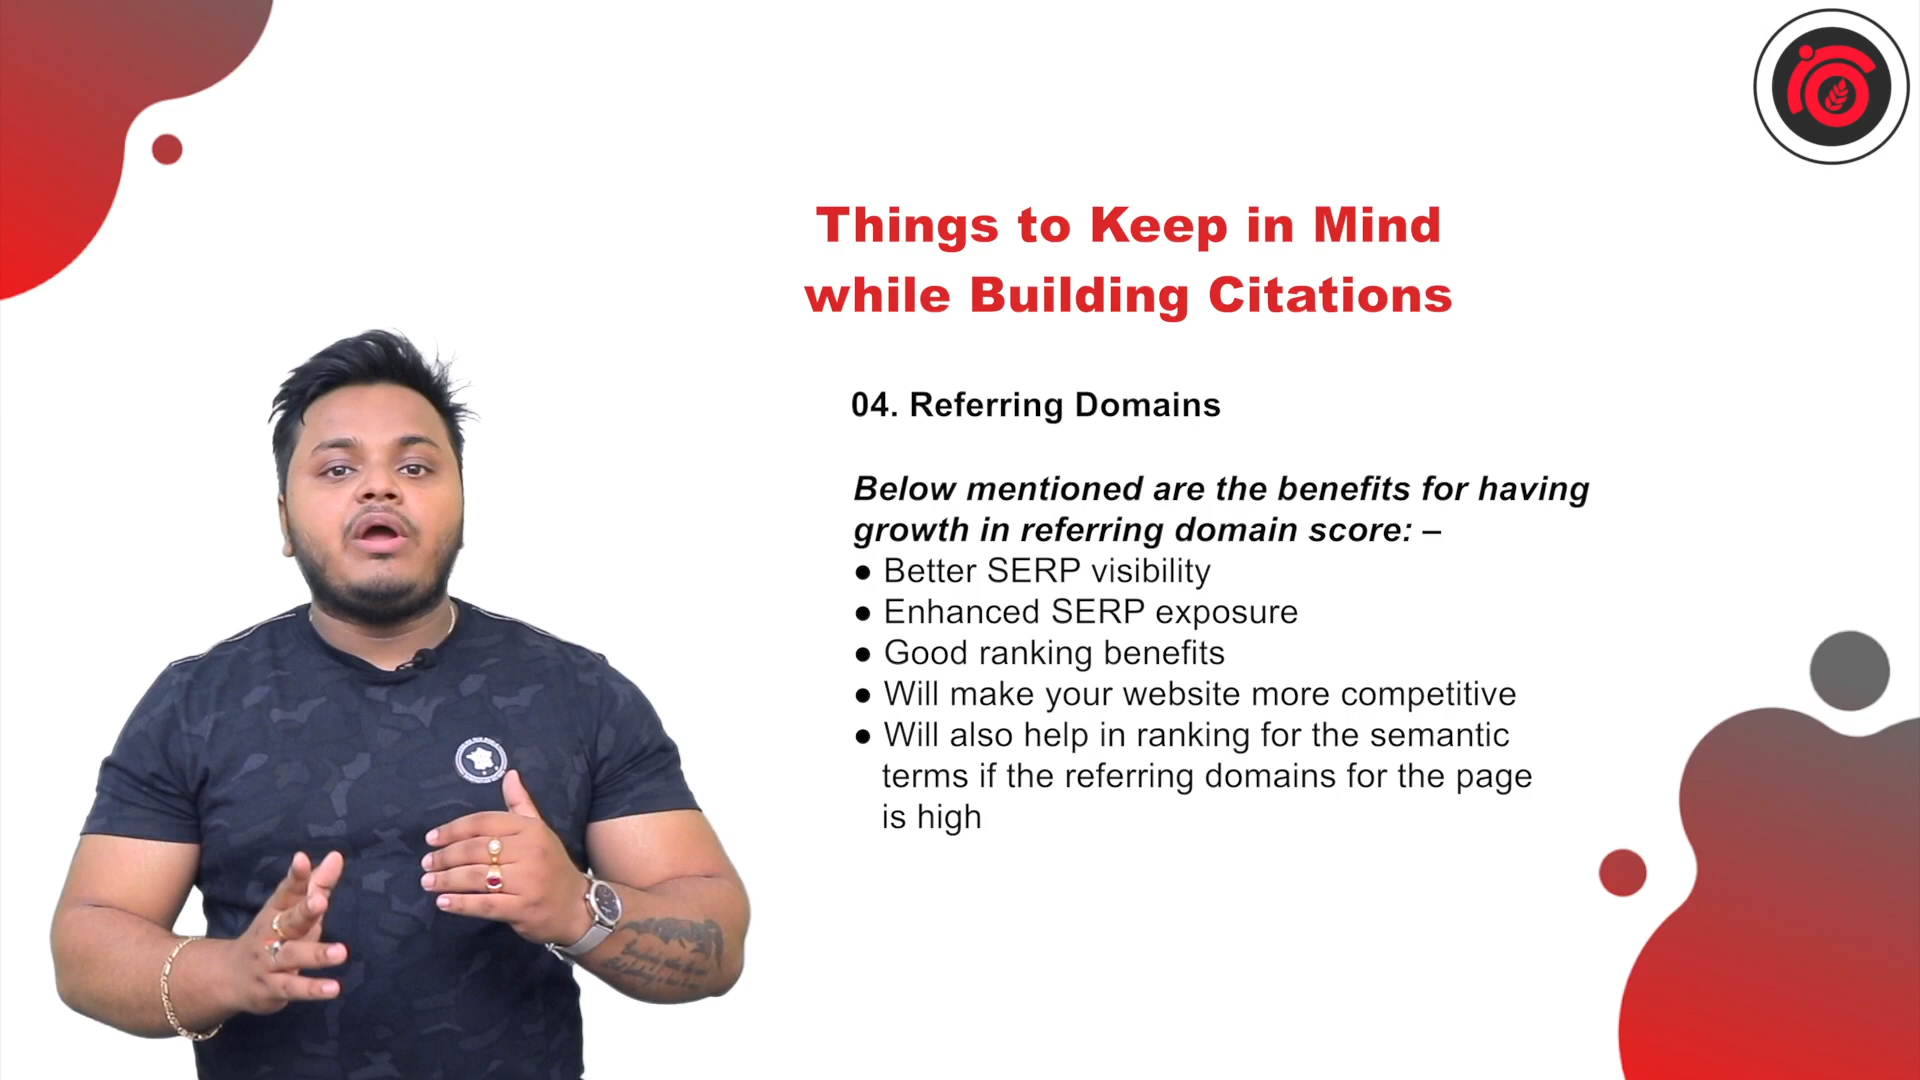 Things to Keep in Mind
while Building Citations
04. Referring Domains
Below mentioned are the benefits for having
growth in referring domain score: –
● Better SERP visibility
● Enhanced SERP exposure
● Good ranking benefits
● Will make your website more competitive
● Will also help in ranking for the semantic
terms if the referring domains for the page
is high